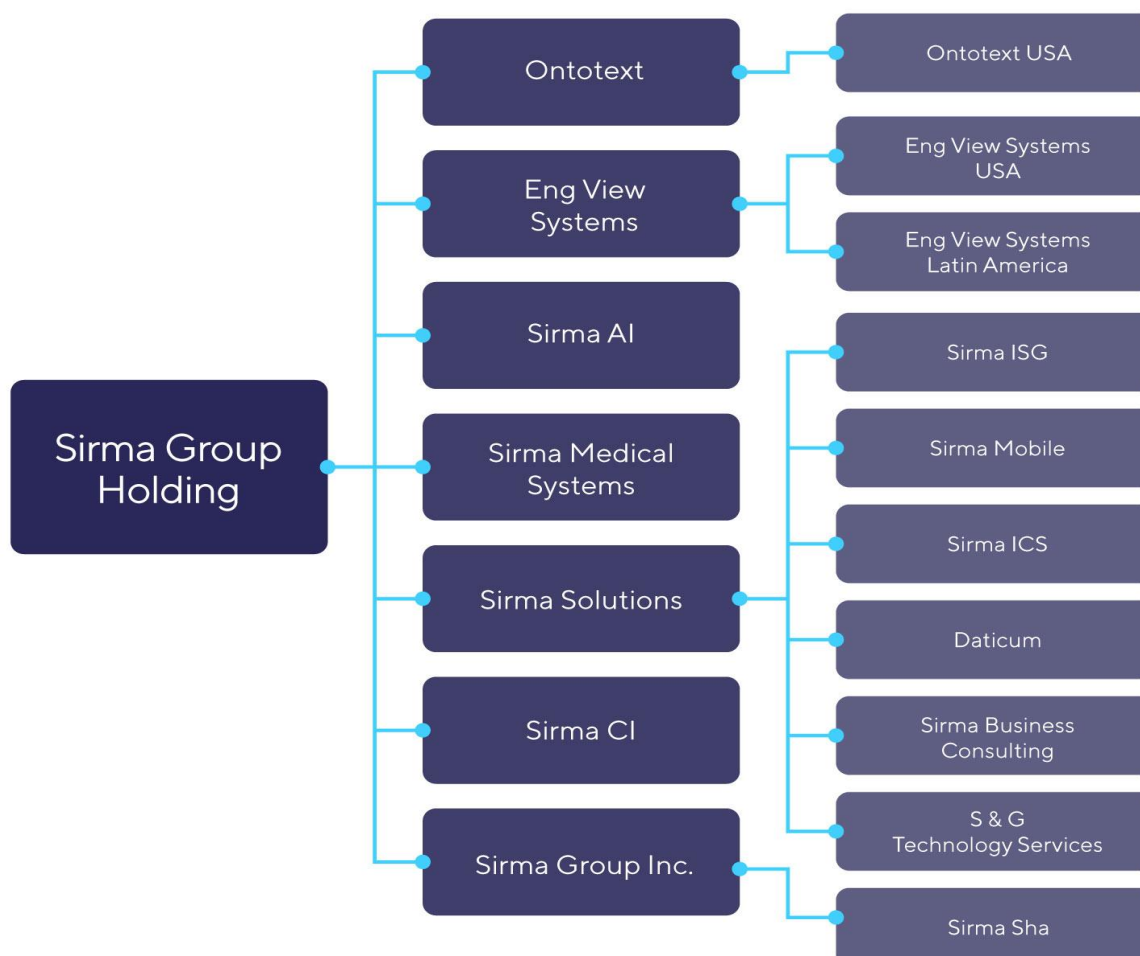 Sirma Group
Holding
Ontotext
Eng View
Systems
Sirma AI
Sirma Medical
Systems
Sirma Solutions
Sirma CI
Sirma Group Inc.
Ontotext USA
Eng View Systems
USA
Eng View Systems
Latin America
Sirma ISG
Sirma Mobile
Sirma ICS
Daticum
Sirma Business
Consulting
S & G
Technology Services
Sirma Sha